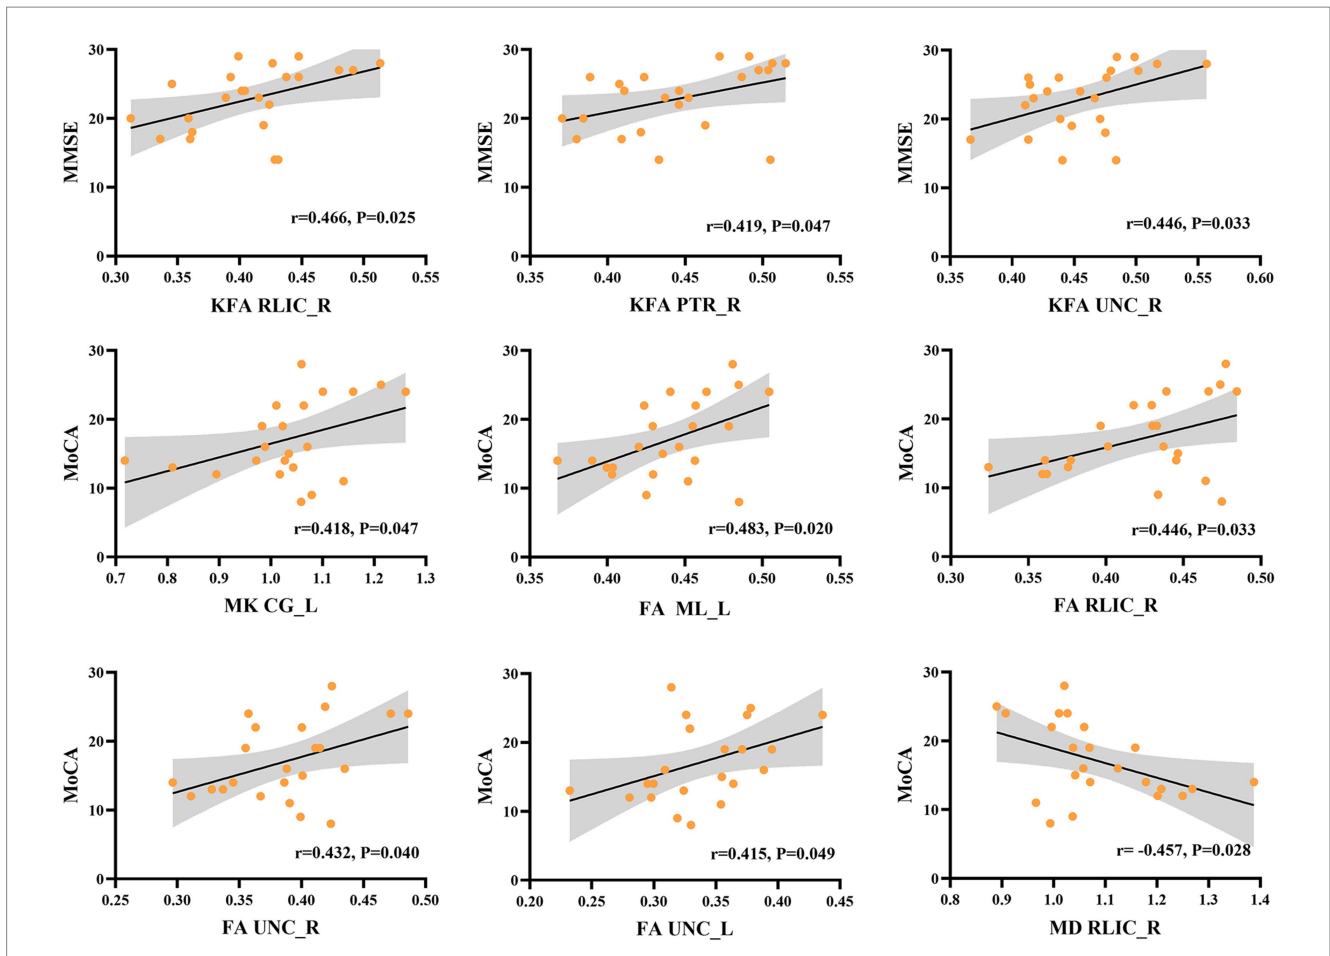 30
20
10
0
MMSE
r=0.466, P=0.025
0.30 0.35 0.40 0.45 0.50 0.55
KFA RLIC_R
30
20
10
0
MMSE
r=0.419, P=0.047
0.35 0.40 0.45 0.50 0.55
KFA PTR_R
30
20
10
0
MMSE
r=0.446, P=0.033
0.35 0.40 0.45 0.50 0.55 0.60
KFA UNC_R
30
20
10
0
MoCA
r=0.418, P=0.047
0.7 0.8 0.9 1.0 1.1 1.2 1.3
MK CG_L
30
20
10
0
MoCA
r=0.483, P=0.020
0.35 0.40 0.45 0.50 0.55
FA ML_L
30
20
10
0
MoCA
r=0.446, P=0.033
0.30 0.35 0.40 0.45 0.50
FA RLIC_R
30
20
10
0
MoCA
r=0.432, P=0.040
0.25 0.30 0.35 0.40 0.45 0.50
FA UNC_R
30
20
10
0
MoCA
r=0.415, P=0.049
0.20 0.25 0.30 0.35 0.40 0.45
FA UNC_L
30
20
10
0
MoCA
r= -0.457, P=0.028
0.8 0.9 1.0 1.1 1.2 1.3 1.4
MD RLIC_R